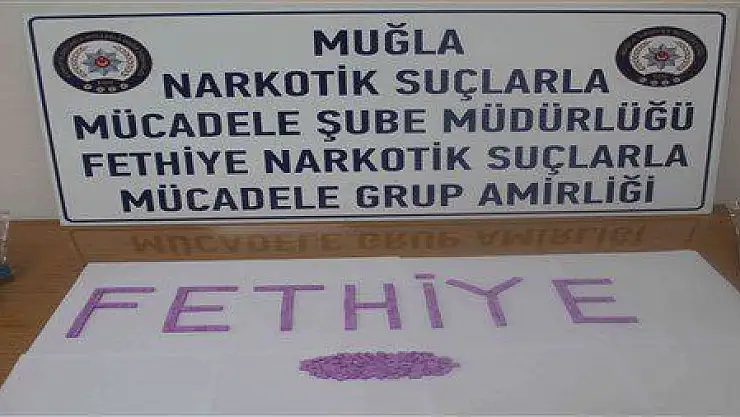 MUĞLA
NARKOTİK SUÇLARLA
MÜCADELE ŞUBE MÜDÜRLÜĞÜ
FETHİYE NARKOTİK SUÇLARLA
MÜCADELE GRUP AMİRLİĞİ
FETHİYE